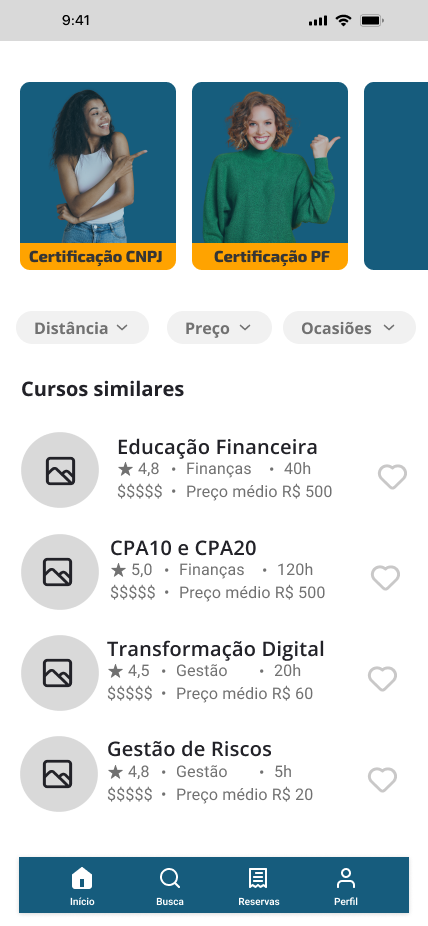 9:41
Certificação CNPJ
Certificação PF
Distância
Preço
Ocasiões
Cursos similares
Educação Financeira
★ 4,8 • Finanças • 40h
$$$$$ • Preço médio R$ 500
CPA10 e CPA20
★ 5,0 • Finanças • 120h
$$$$$ • Preço médio R$ 500
Transformação Digital
★ 4,5 • Gestão • 20h
$$$$$ • Preço médio R$ 60
Gestão de Riscos
★ 4,8 • Gestão • 5h
$$$$$ • Preço médio R$ 20
Início
Busca
Reservas
Perfil